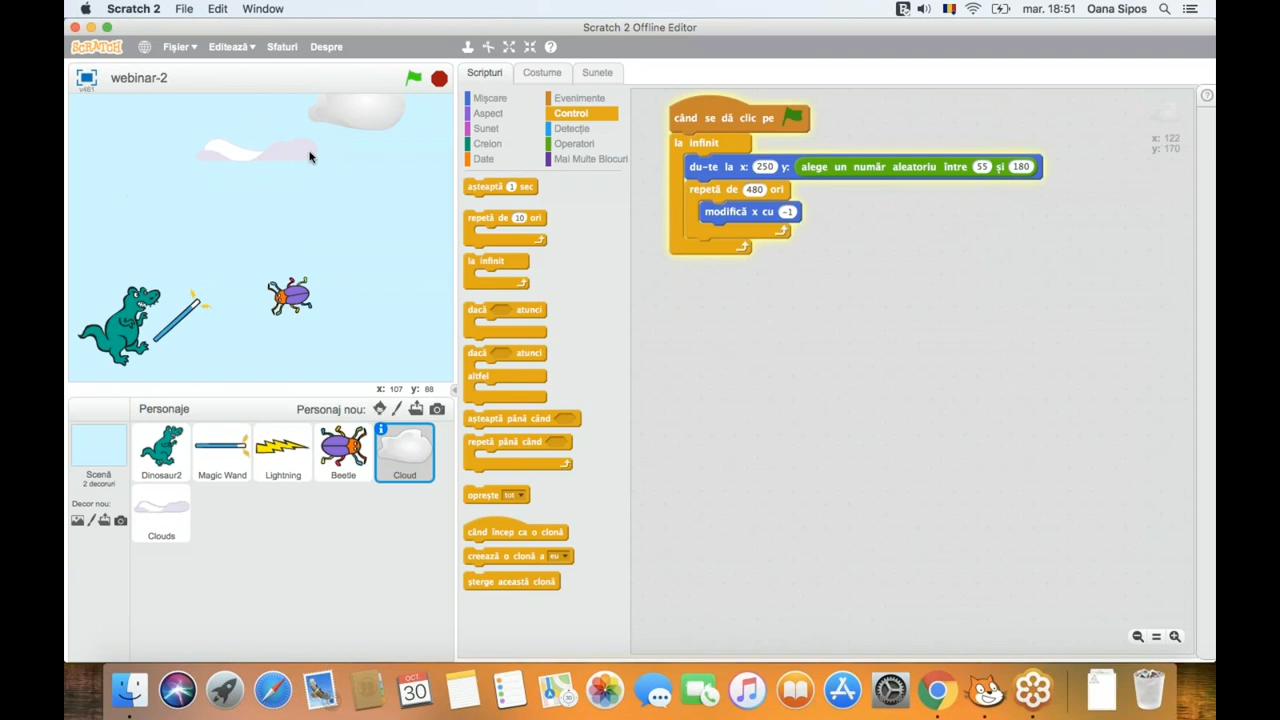 Scratch 2 File Edit Window mar. 18:51 Oana Sipos
Scratch 2 Offline Editor
SCRATCH Fișier Editează Sfaturi Despre
webinar-2
v461
Scripturi Costume Sunete
Mișcare Evenimente
Aspect Control
Sunet Detecție
Creion Operatori
Date Mai Multe Blocuri
așteaptă 1 sec
repetă de 10 ori
la infinit
dacă atunci
dacă atunci
altfel
așteaptă până când
repetă până când
oprește tot
când încep ca o clonă
creează o clonă a eu
șterge această clonă
când se dă clic pe
la infinit
du-te la x: 250 y: alege un număr aleatoriu între 55 și 180
repetă de 480 ori
modifică x cu -1
x: 122
y: 170
x: 107 y: 88
Personaje Personaj nou:
Scenă
2 decoruri
Decor nou:
Dinosaur2 Magic Wand Lightning Beetle Cloud
Clouds
OCT
30